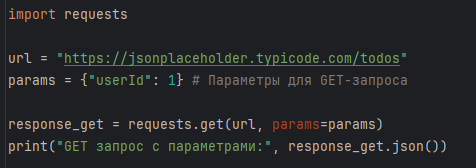 import requests
url = "https://jsonplaceholder.typicode.com/todos"
params = {"userId": 1} # Параметры для GET-запроса
response_get = requests.get(url, params=params)
print("GET запрос с параметрами:", response_get.json())